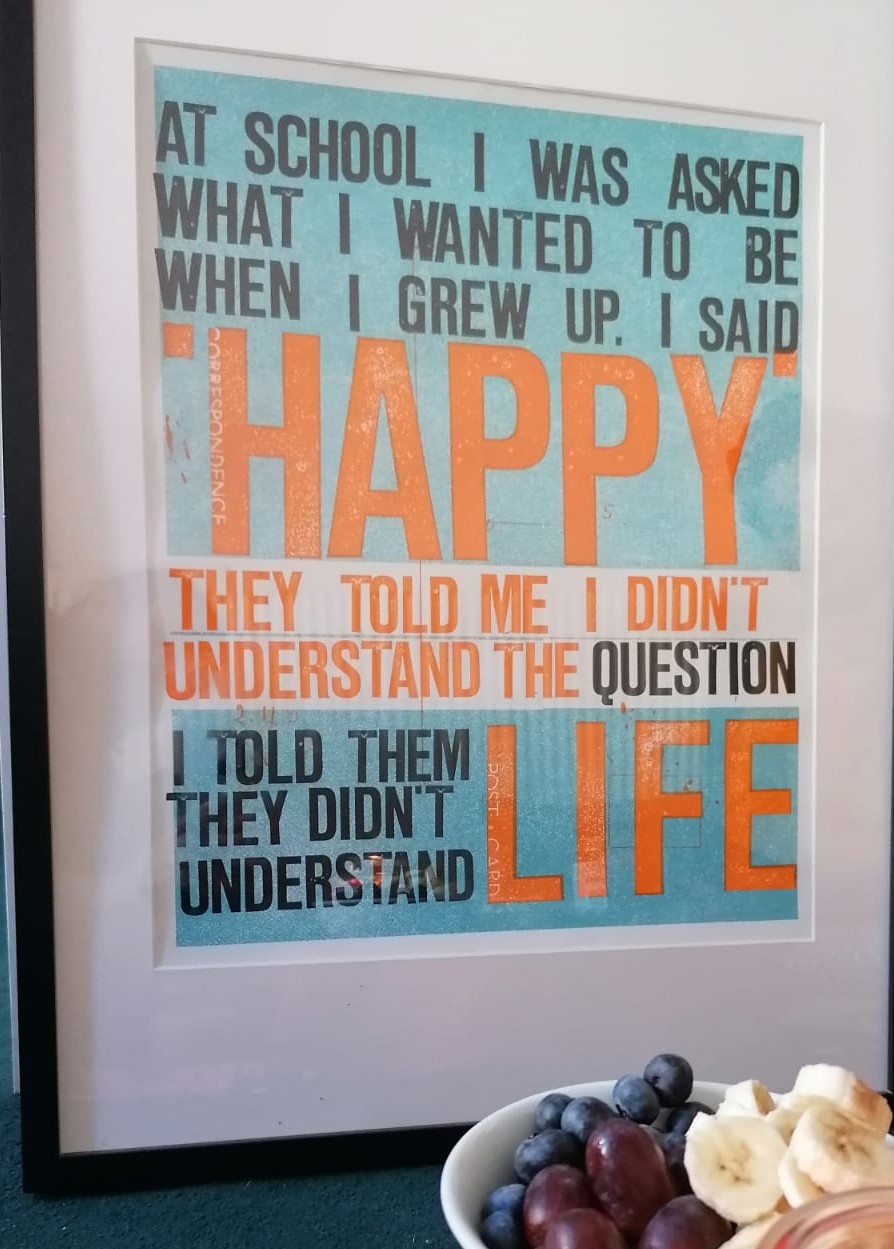 AT SCHOOL I WAS ASKED
WHAT I WANTED TO BE
WHEN I GREW UP. I SAID
'HAPPY'
CORRESPONDENCE
THEY TOLD ME I DIDN'T
UNDERSTAND THE QUESTION
I TOLD THEM
THEY DIDN'T
UNDERSTAND
LIFE
POST CARD